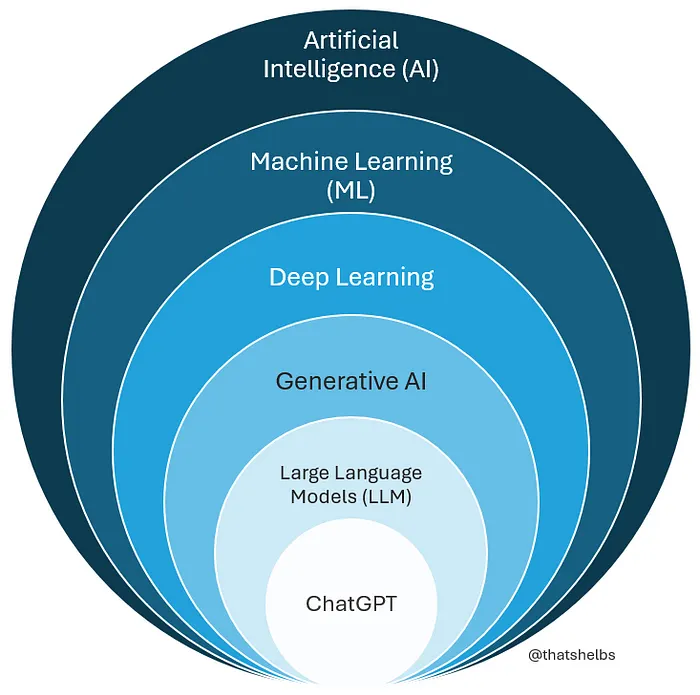 Artificial
Intelligence (AI)
Machine Learning
(ML)
Deep Learning
Generative AI
Large Language
Models (LLM)
ChatGPT
@thatshelbs